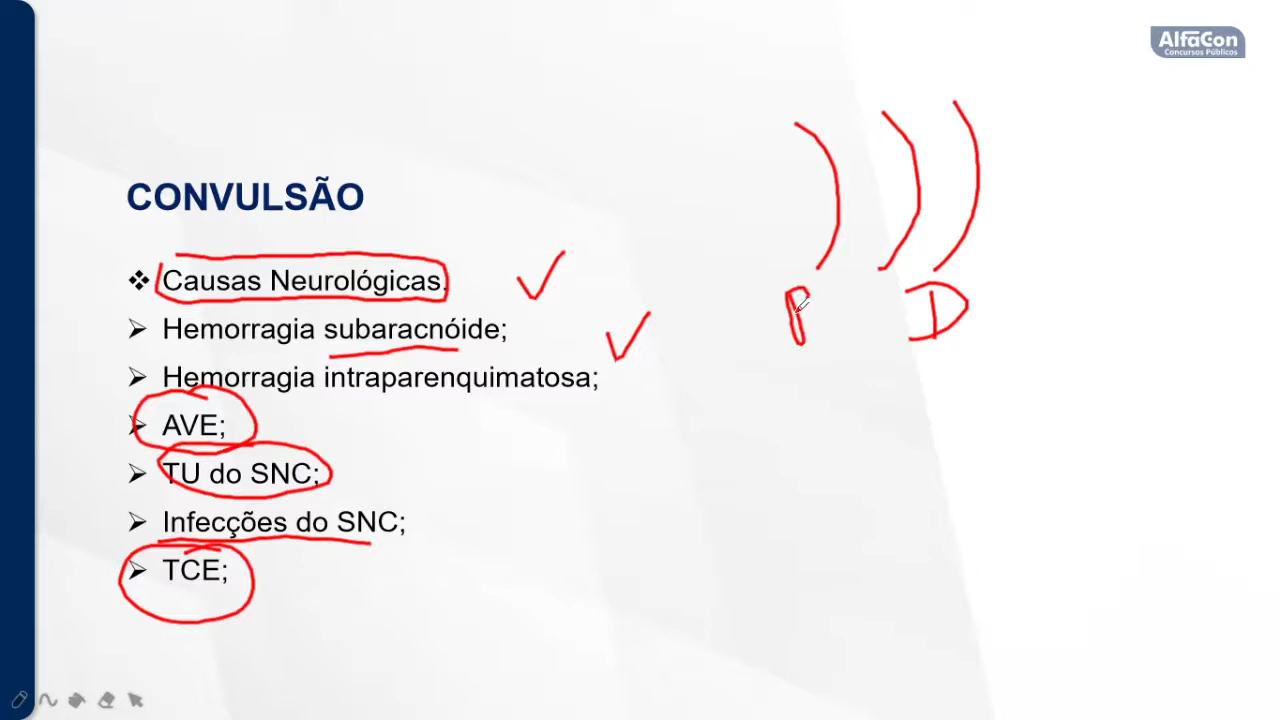 AlfaCon
Concursos Públicos
CONVULSÃO
❖ Causas Neurológicas.
➢ Hemorragia subaracnóide;
➢ Hemorragia intraparenquimatosa;
➢ AVE;
➢ TU do SNC;
➢ Infecções do SNC;
➢ TCE;
P D